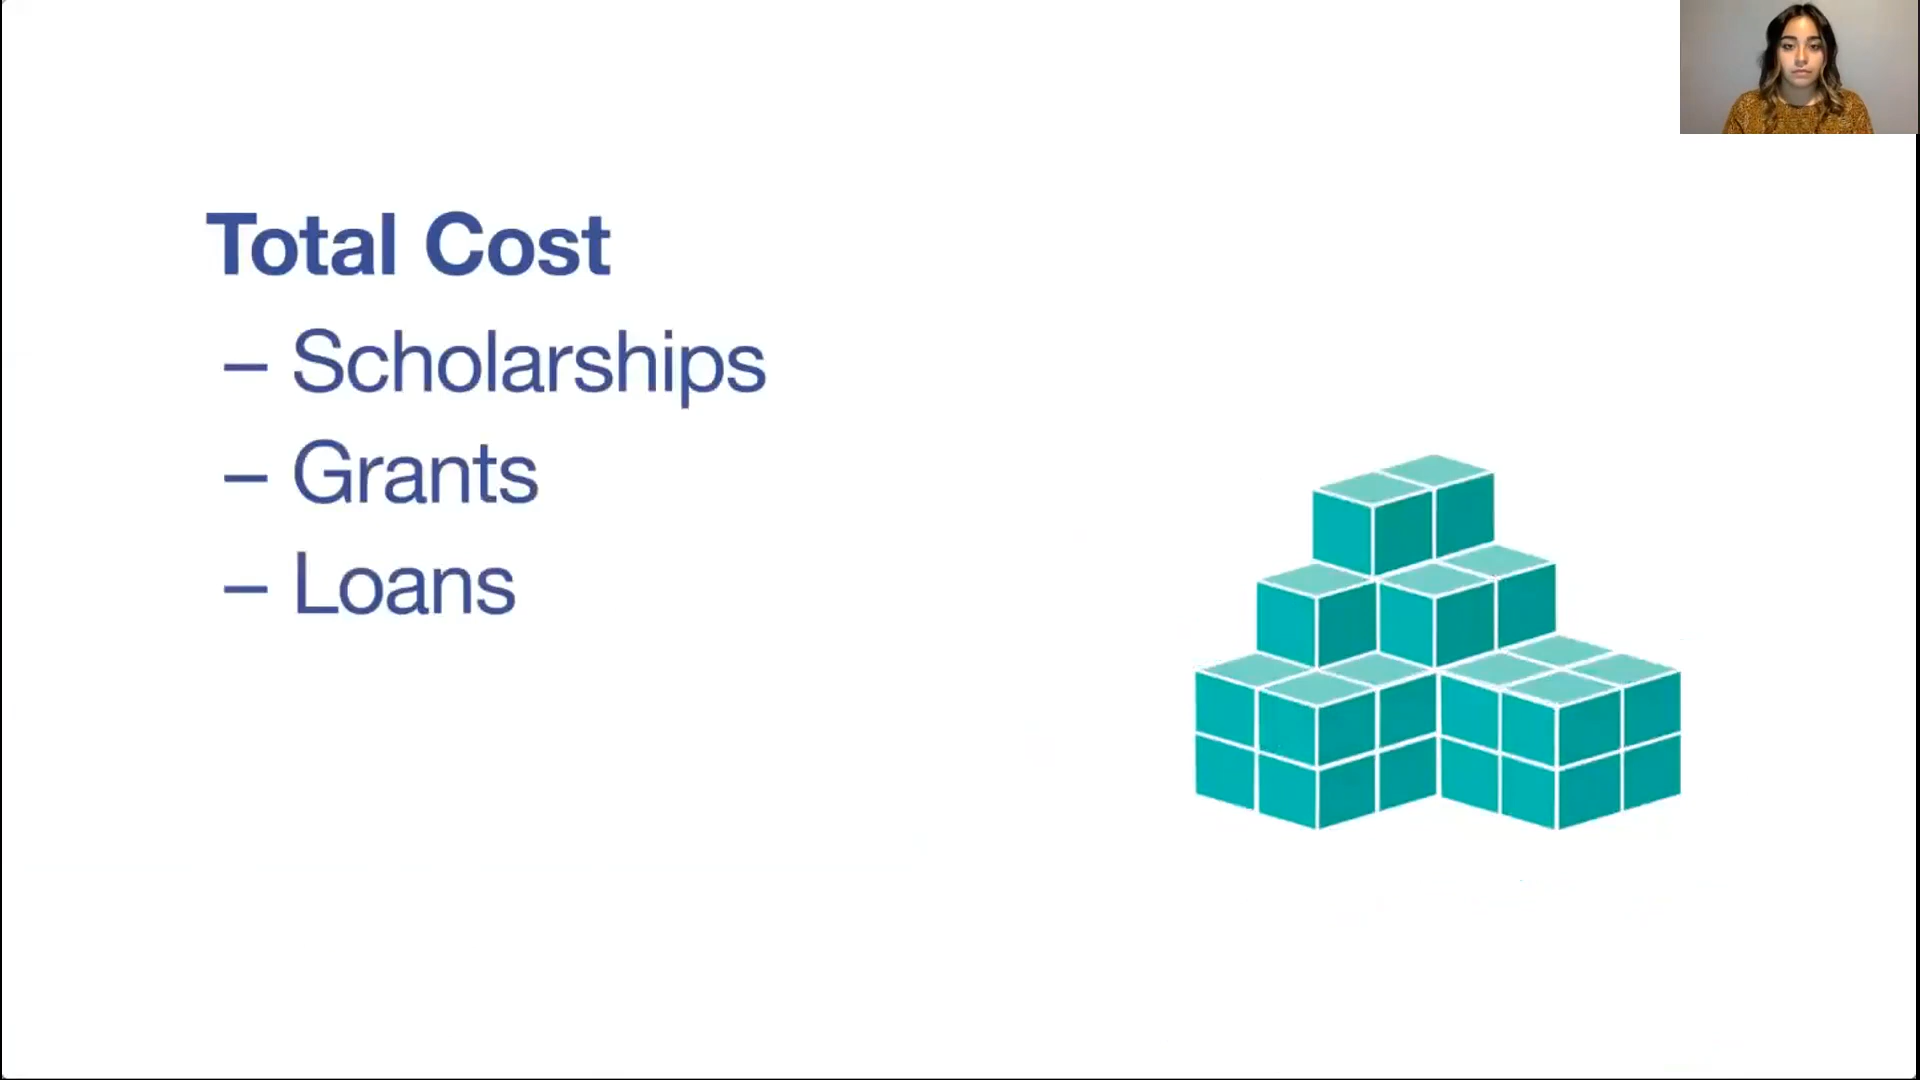 Total Cost
– Scholarships
– Grants
– Loans